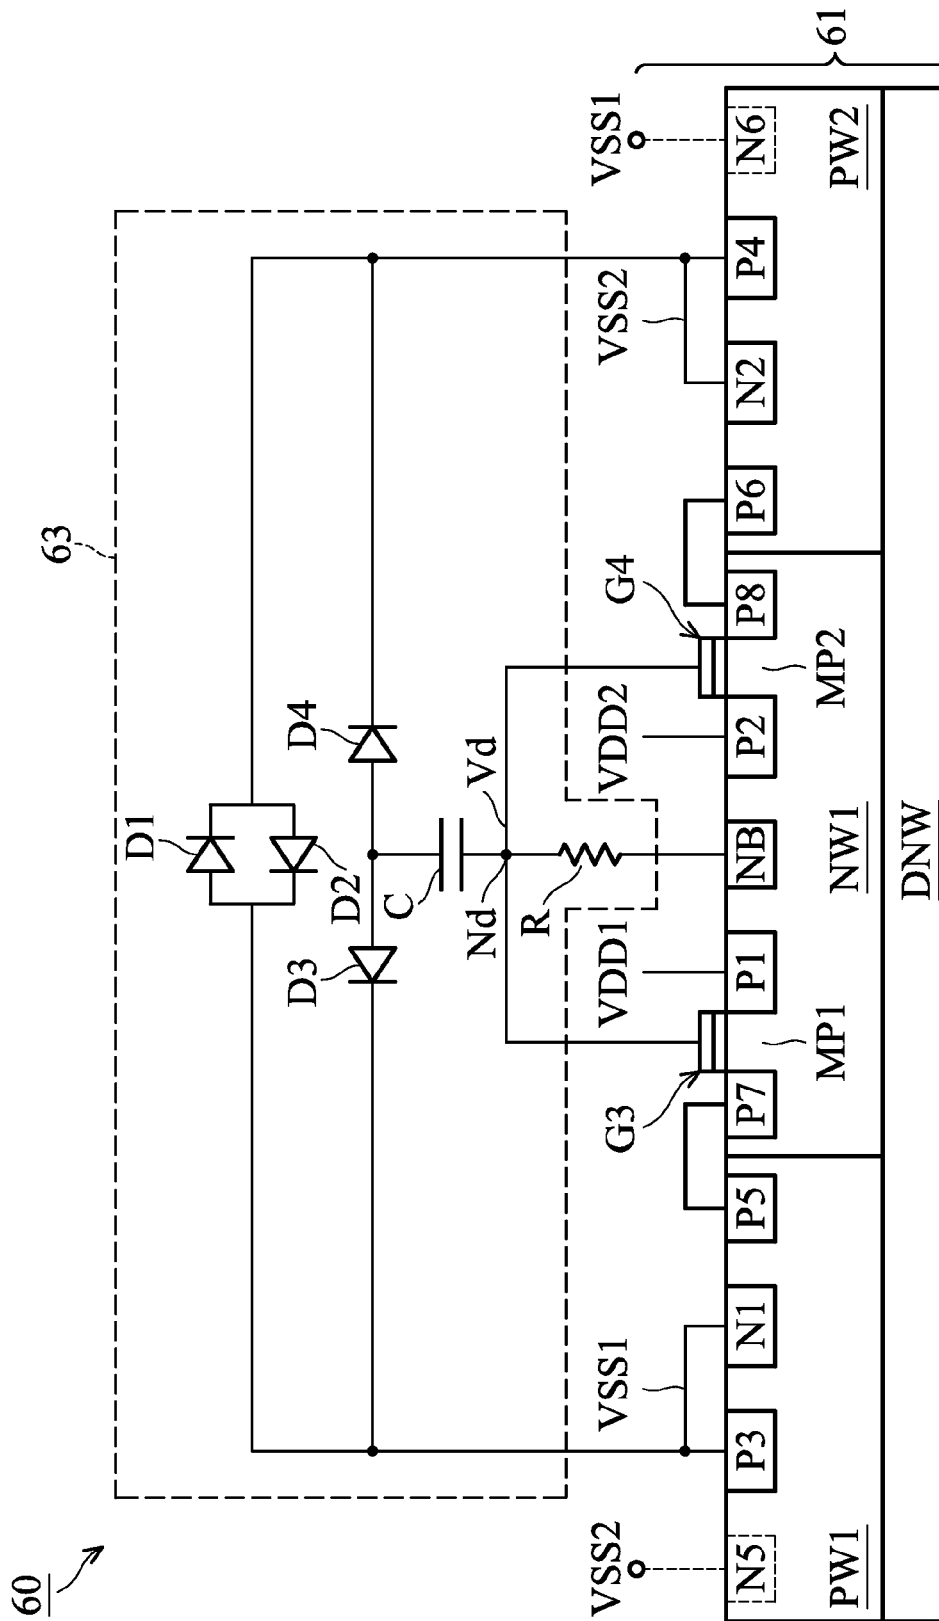 60
63
D1
D2
D3
D4
C
Nd
Vd
R
VSS2
VSS1
VDD1
VDD2
VSS2
VSS1
G3
G4
61
N5
P3
N1
P5
P7
P1
NB
P2
P8
P6
N2
P4
N6
MP1
MP2
PW1
NW1
PW2
DNW